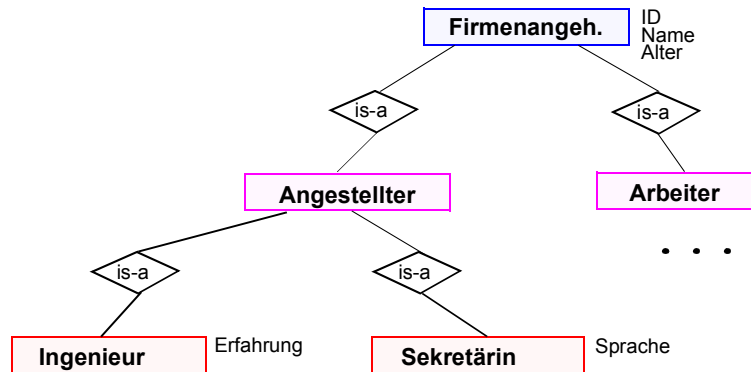 Firmenangeh.
ID
Name
Alter
is-a
is-a
Angestellter
Arbeiter
. . .
is-a
is-a
Ingenieur
Erfahrung
Sekretärin
Sprache